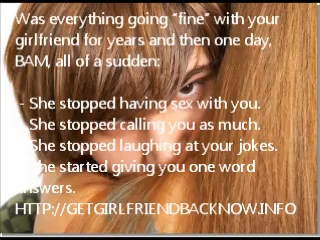 Was everything going "fine" with your
girlfriend for years and then one day,
BAM, all of a sudden:
- She stopped having sex with you.
- She stopped calling you as much.
- She stopped laughing at your jokes.
- She started giving you one word
answers.
HTTP://GETGIRLFRIENDBACKNOW.INFO